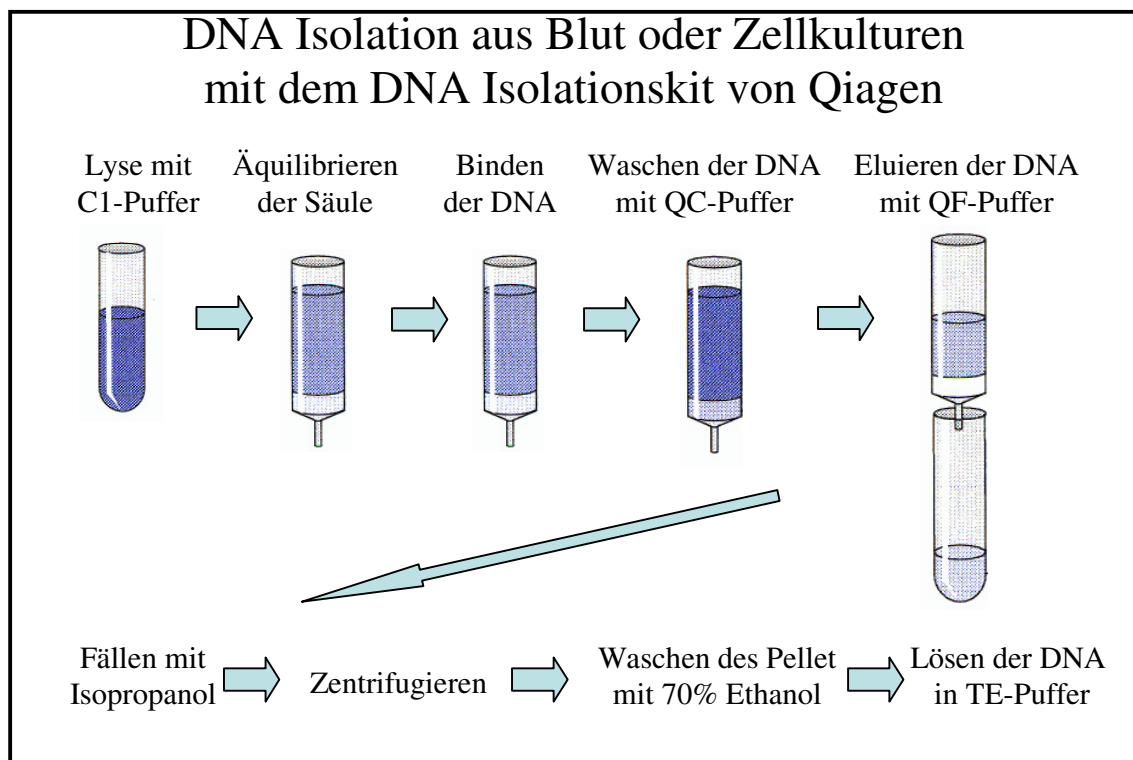 DNA Isolation aus Blut oder Zellkulturen
mit dem DNA Isolationskit von Qiagen
Lyse mit
C1-Puffer
Äquilibrieren
der Säule
Binden
der DNA
Waschen der DNA
mit QC-Puffer
Eluieren der DNA
mit QF-Puffer
Fällen mit
Isopropanol
Zentrifugieren
Waschen des Pellet
mit 70% Ethanol
Lösen der DNA
in TE-Puffer